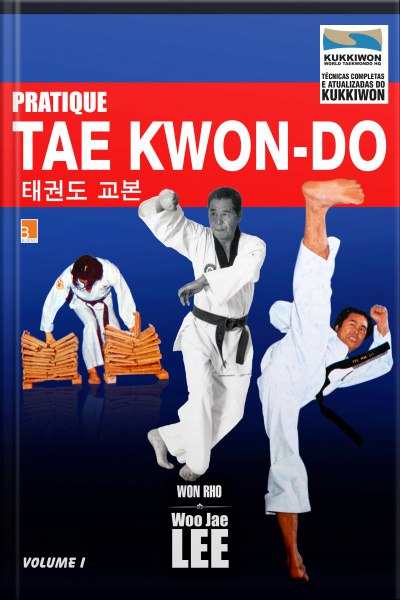 KUKKIWON
WORLD TAEKWONDO HQ
TÉCNICAS COMPLETAS
E ATUALIZADAS DO
KUKKIWON
PRATIQUE
TAE KWON-DO
태권도 교본
B
WON RHO
Woo Jae
LEE
VOLUME I